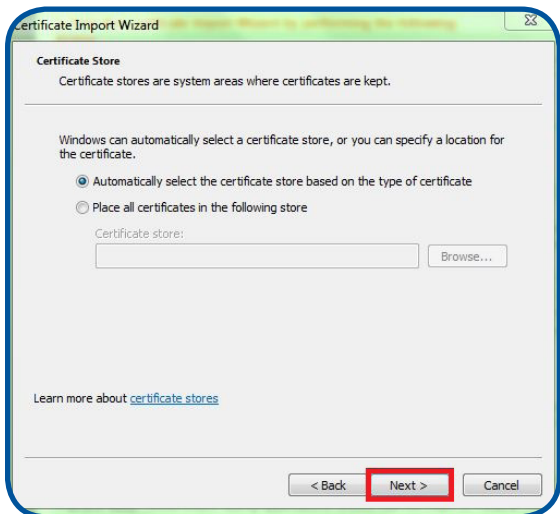 Certificate Import Wizard
Certificate Store
Certificate stores are system areas where certificates are kept.
Windows can automatically select a certificate store, or you can specify a location for
the certificate.
Automatically select the certificate store based on the type of certificate
Place all certificates in the following store
Certificate store:
Browse...
Learn more about certificate stores
< Back Next > Cancel